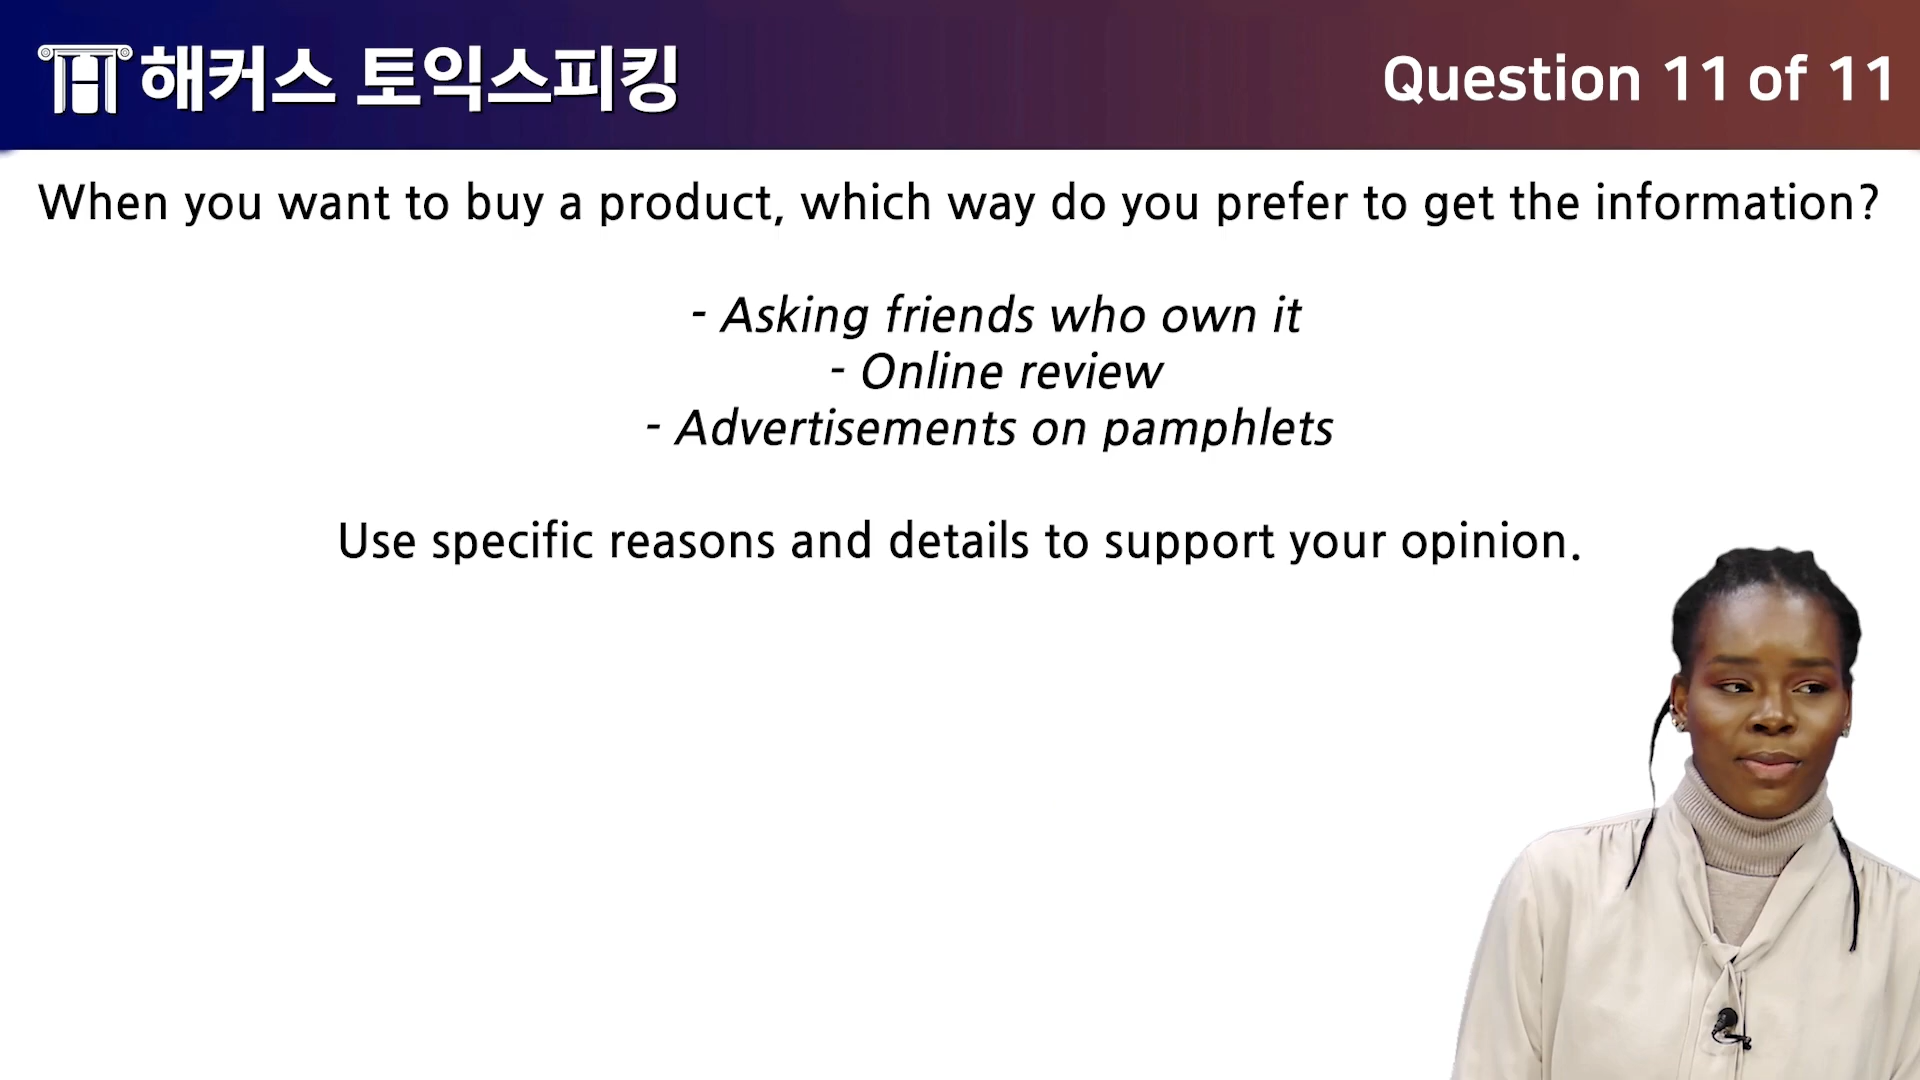 해커스 토익스피킹
Question 11 of 11
When you want to buy a product, which way do you prefer to get the information?
- Asking friends who own it
- Online review
- Advertisements on pamphlets
Use specific reasons and details to support your opinion.